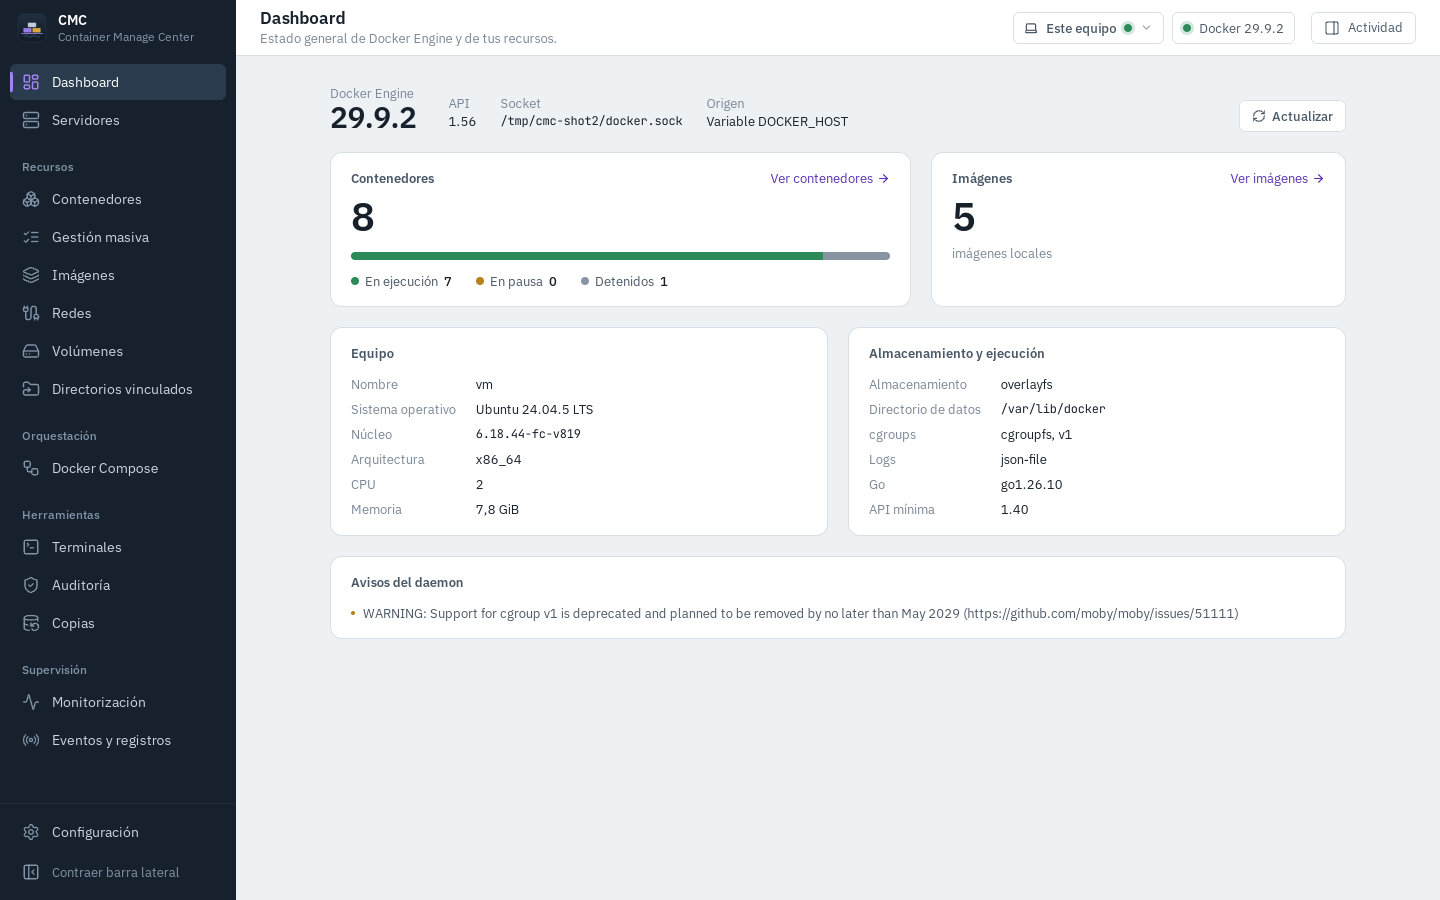 CMC
Container Manage Center
Dashboard
Servidores
Recursos
Contenedores
Gestión masiva
Imágenes
Redes
Volúmenes
Directorios vinculados
Orquestación
Docker Compose
Herramientas
Terminales
Auditoría
Copias
Supervisión
Monitorización
Eventos y registros
Configuración
Contraer barra lateral
Dashboard
Estado general de Docker Engine y de tus recursos.
Este equipo
Docker 29.9.2
Actividad
Docker Engine
29.9.2
API
1.56
Socket
/tmp/cmc-shot2/docker.sock
Origen
Variable DOCKER_HOST
Actualizar
Contenedores
Ver contenedores →
8
En ejecución 7
En pausa 0
Detenidos 1
Imágenes
Ver imágenes →
5
imágenes locales
Equipo
Nombre vm
Sistema operativo Ubuntu 24.04.5 LTS
Núcleo 6.18.44-fc-v819
Arquitectura x86_64
CPU 2
Memoria 7,8 GiB
Almacenamiento y ejecución
Almacenamiento overlayfs
Directorio de datos /var/lib/docker
cgroups cgroupfs, v1
Logs json-file
Go go1.26.10
API mínima 1.40
Avisos del daemon
WARNING: Support for cgroup v1 is deprecated and planned to be removed by no later than May 2029 (https://github.com/moby/moby/issues/51111)